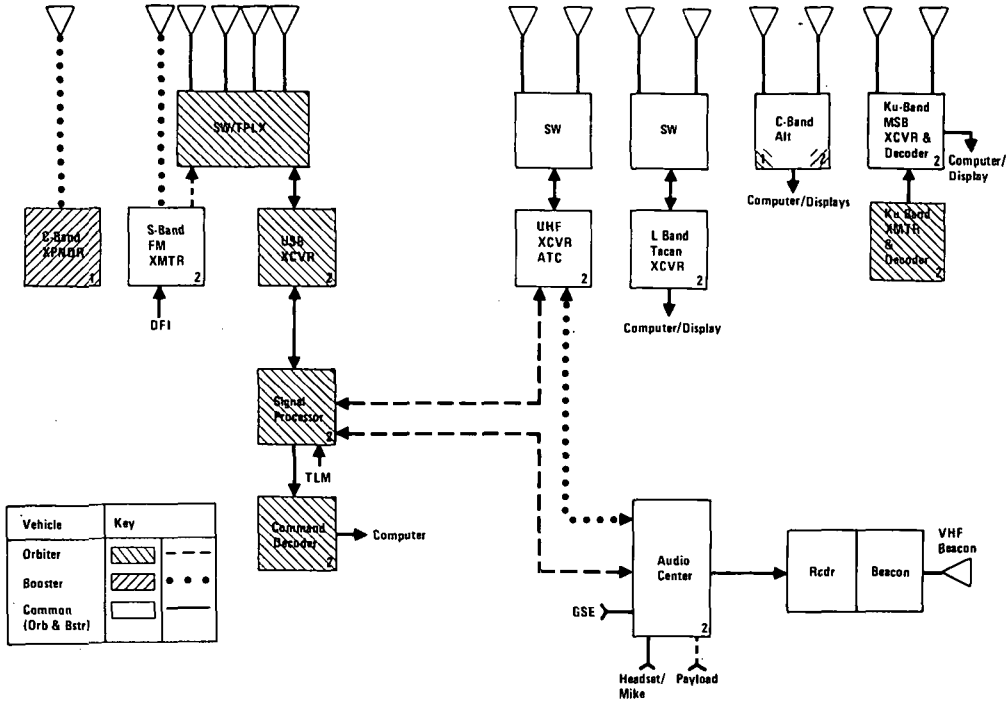 SW/TPLX
SW
SW
C-Band
Alt
1
2
Ku-Band
MSB
XCVR &
Decoder
2
Computer/
Display
Computer/Displays
C-Band
XPNDR
1
S-Band
FM
XMTR
2
USB
XCVR
2
UHF
XCVR
ATC
2
L Band
Tacan
XCVR
2
Ku Band
XMTR
&
Decoder
2
DFI
Computer/Display
Signal
Processor
2
TLM
Command
Decoder
2
Computer
Vehicle
Key
Orbiter
Booster
Common
(Orb & Bstr)
Audio
Center
2
GSE
Headset/
Mike
Payload
Rcdr
Beacon
VHF
Beacon